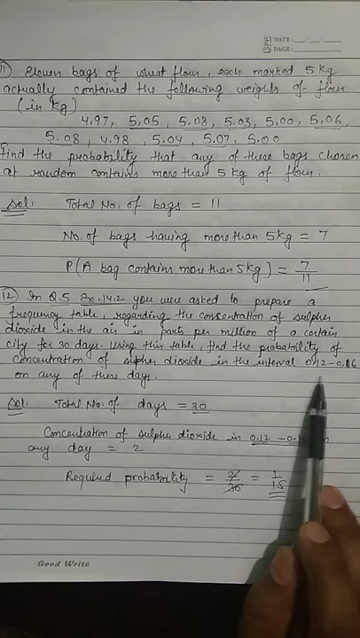 DATE:
PAGE:
11) Eleven bags of wheat flour, each marked 5 kg
actually contained the following weights of flour
(in kg)
4.97, 5.05, 5.08, 5.03, 5.00, 5.06,
5.08, 4.98, 5.04, 5.07, 5.00
Find the probability that any of these bags chosen
at random contains more than 5 kg of flour.
Sol: Total No. of bags = 11
No. of bags having more than 5kg = 7
P(A bag contains more than 5kg) = 7/11
12) In Q.5 Ex. 14.2 you were asked to prepare a
frequency table, regarding the concentration of sulphur
dioxide in the air in parts per million of a certain
city for 30 days. Using this table, find the probability of
concentration of sulphur dioxide in the interval 0.12-0.16
on any of these days.
Sol: Total No. of days = 30
Concentration of sulphur dioxide in 0.12 -
any day = 2
Required probability = 2/30 = 1/15
Good Write